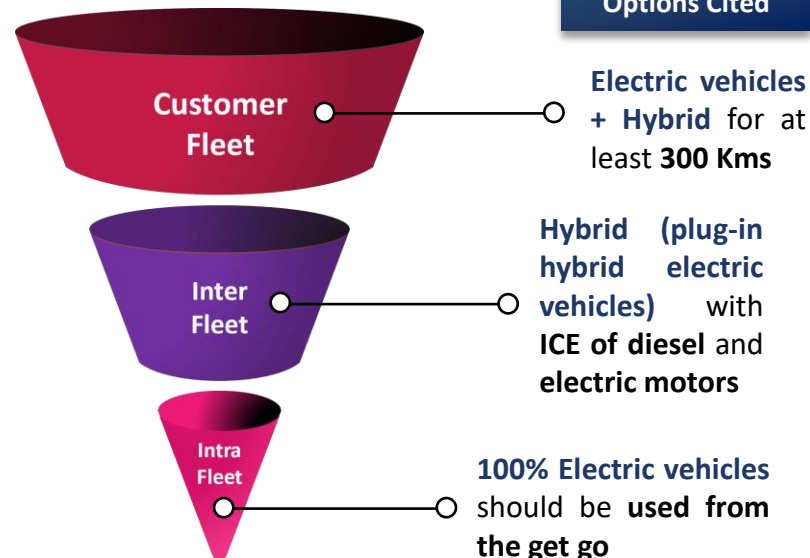 Options Cited
Customer
Fleet
Electric vehicles
+ Hybrid for at
least 300 Kms
Inter
Fleet
Hybrid (plug-in
hybrid electric
vehicles) with
ICE of diesel and
electric motors
Intra
Fleet
100% Electric vehicles
should be used from
the get go